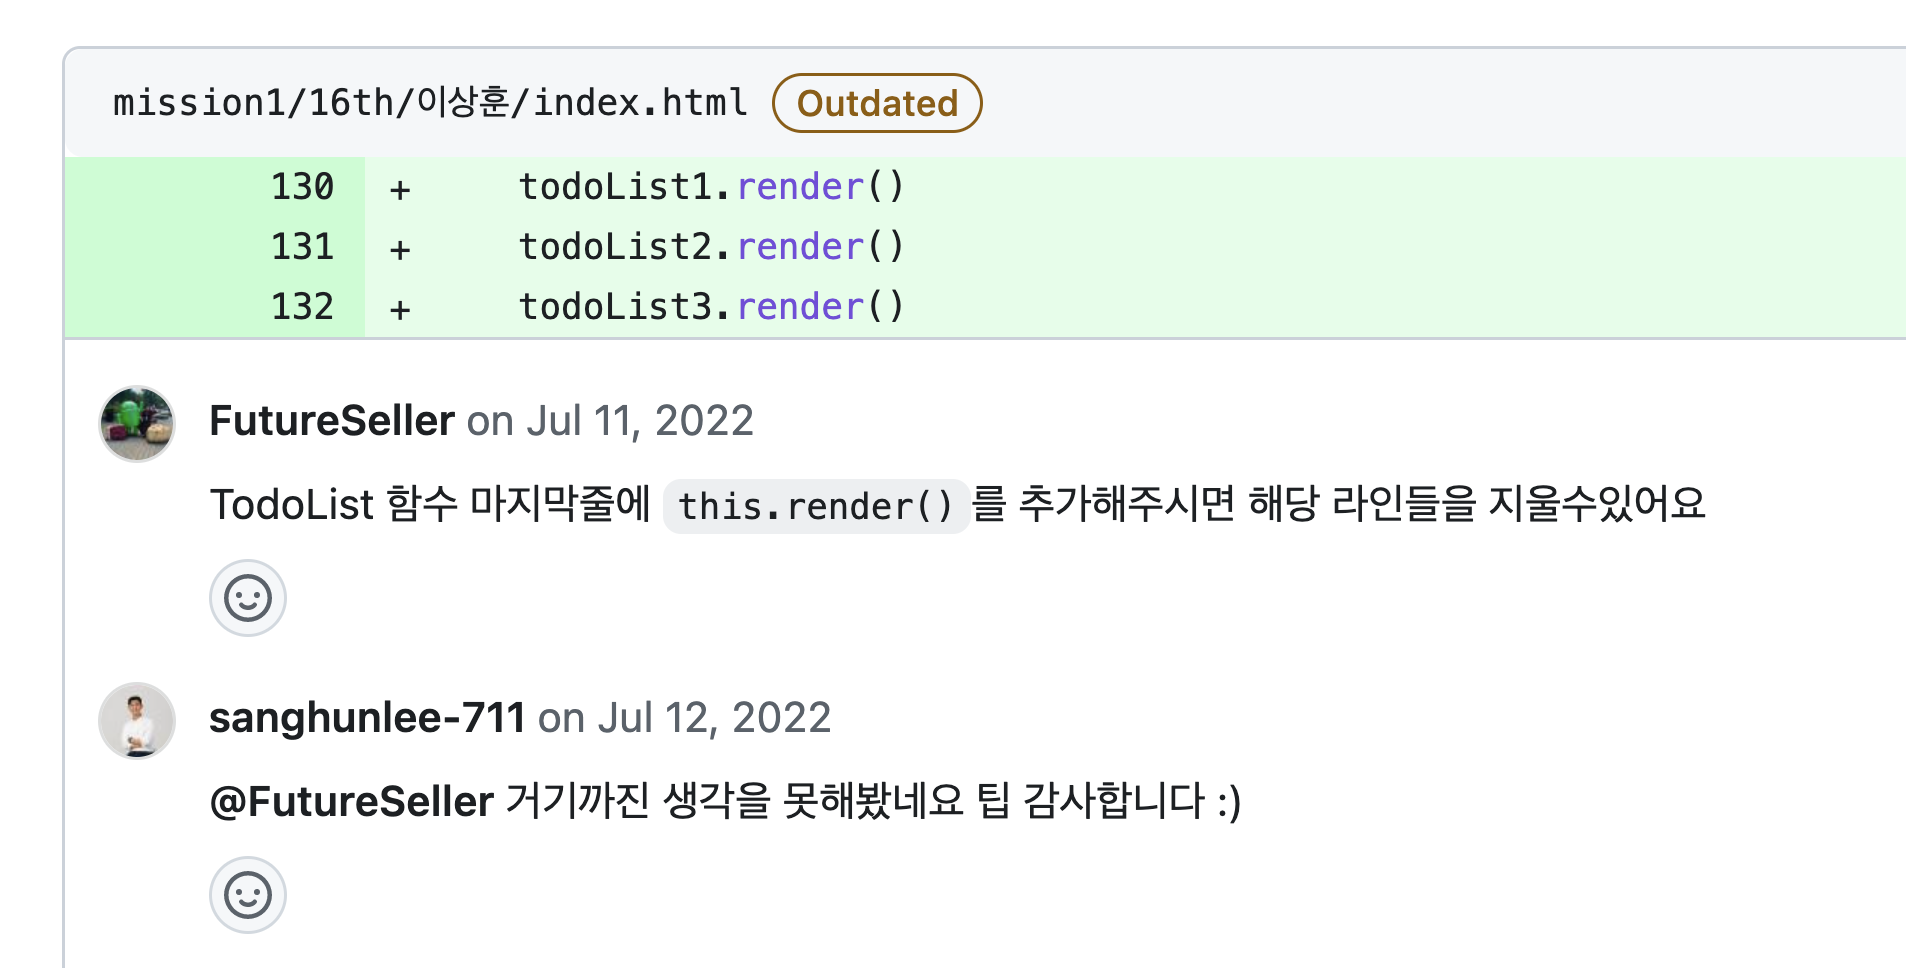 mission1/16th/이상훈/index.html Outdated
130 + todoList1.render()
131 + todoList2.render()
132 + todoList3.render()
FutureSeller on Jul 11, 2022
TodoList 함수 마지막줄에 this.render()를 추가해주시면 해당 라인들을 지울수있어요
sanghunlee-711 on Jul 12, 2022
@FutureSeller 거기까진 생각을 못해봤네요 팁 감사합니다 :)